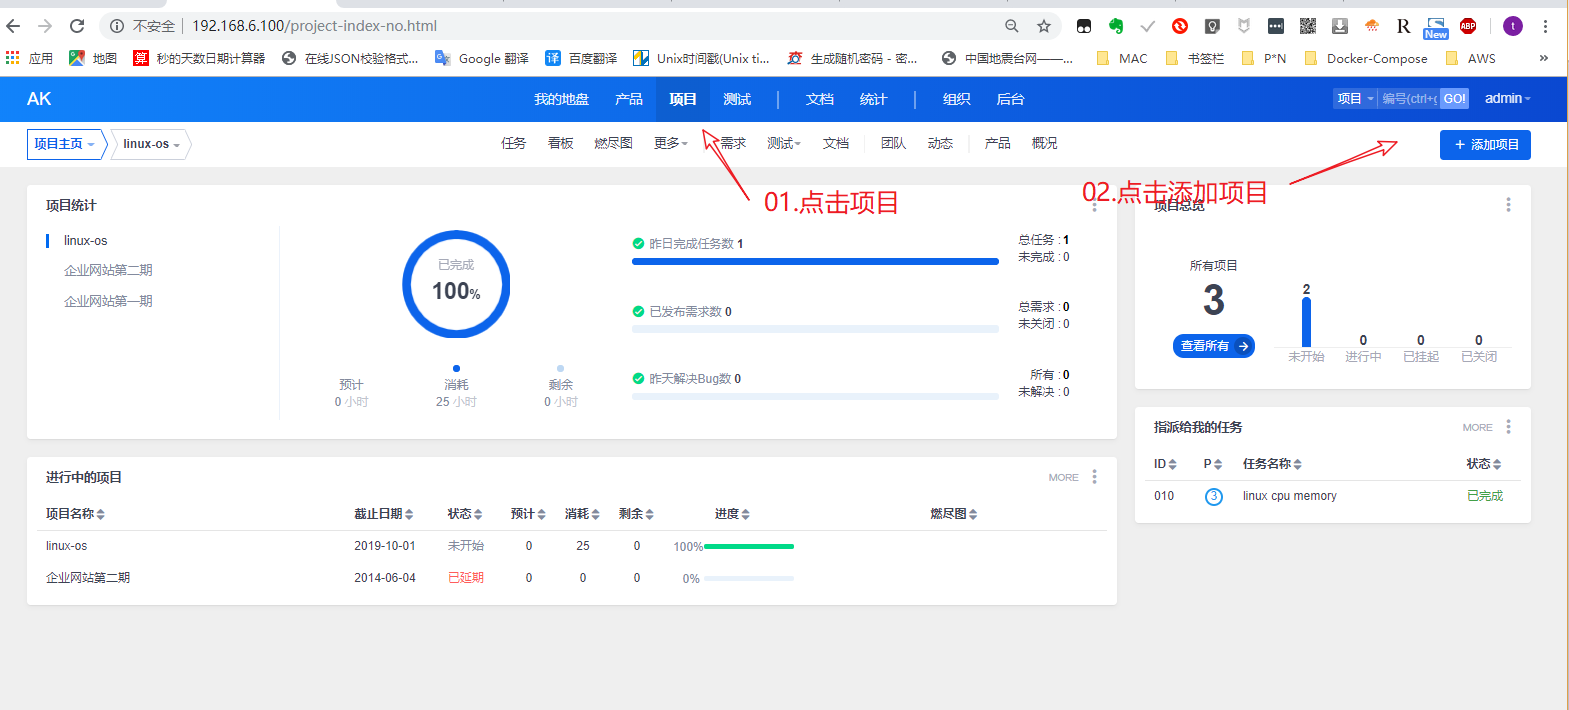 不安全 192.168.6.100/project-index-no.html
R New ABP t
应用 地图 算 秒的天数日期计算器 在线JSON校验格式... Google 翻译 译 百度翻译 Unix时间戳(Unix ti... 生成随机密码 - 密... 中国地震台网——... MAC 书签栏 P*N Docker-Compose AWS »
AK 我的地盘 产品 项目 测试 文档 统计 组织 后台 项目 编号(ctrl+g GO! admin
项目主页 linux-os 任务 看板 燃尽图 更多 需求 测试 文档 团队 动态 产品 概况 + 添加项目
01.点击项目
02.点击添加项目
项目统计
linux-os
企业网站第二期
企业网站第一期
已完成
100%
预计
0 小时
消耗
25 小时
剩余
0 小时
昨日完成任务数 1
总任务 : 1
未完成 : 0
已发布需求数 0
总需求 : 0
未关闭 : 0
昨天解决Bug数 0
所有 : 0
未解决 : 0
项目总览
所有项目
3
查看所有
2 0 0 0
未开始 进行中 已挂起 已关闭
进行中的项目 MORE
项目名称 截止日期 状态 预计 消耗 剩余 进度 燃尽图
linux-os 2019-10-01 未开始 0 25 0 100%
企业网站第二期 2014-06-04 已延期 0 0 0 0%
指派给我的任务 MORE
ID P 任务名称 状态
010 3 linux cpu memory 已完成